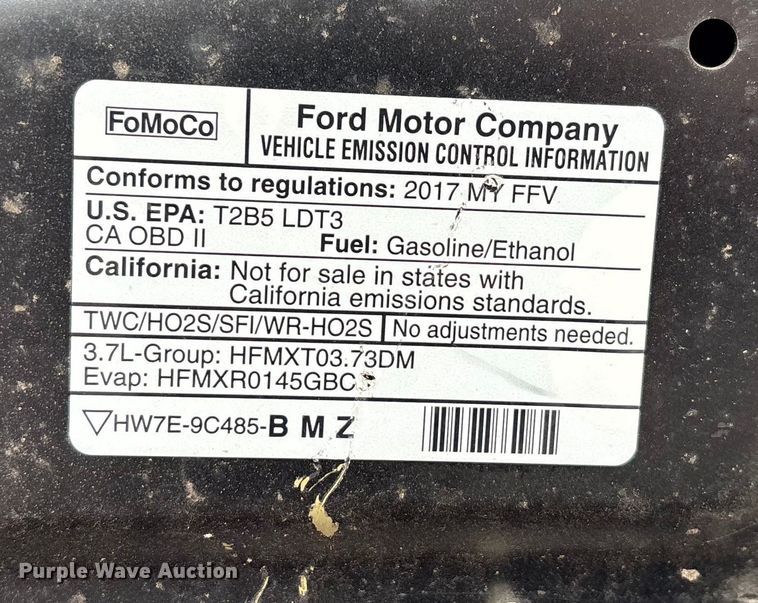 FoMoCo
Ford Motor Company
VEHICLE EMISSION CONTROL INFORMATION
Conforms to regulations: 2017 MY FFV
U.S. EPA: T2B5 LDT3
CA OBD II Fuel: Gasoline/Ethanol
California: Not for sale in states with
California emissions standards.
TWC/HO2S/SFI/WR-HO2S No adjustments needed.
3.7L-Group: HFMXT03.73DM
Evap: HFMXR0145GBC
HW7E-9C485-B M Z
Purple Wave Auction